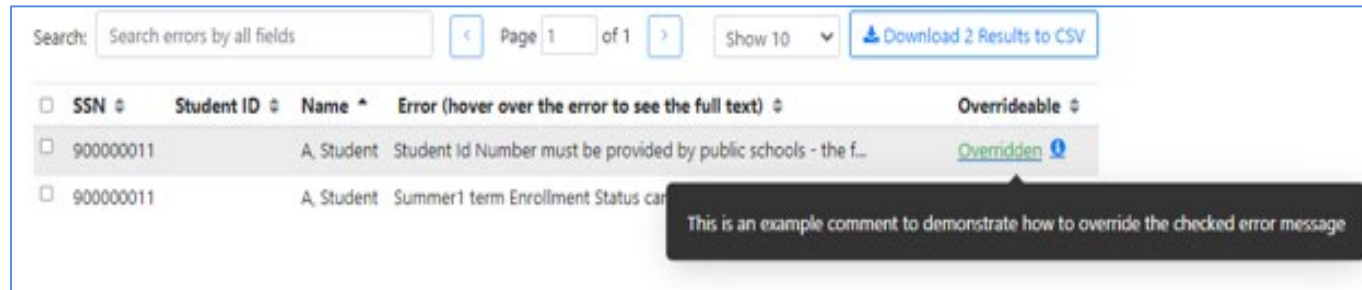 Search: Search errors by all fields Page 1 of 1 Show 10 Download 2 Results to CSV
SSN Student ID Name Error (hover over the error to see the full text) Overrideable
900000011 A, Student Student Id Number must be provided by public schools - the f... Overridden
900000011 A, Student Summer1 term Enrollment Status
This is an example comment to demonstrate how to override the checked error message